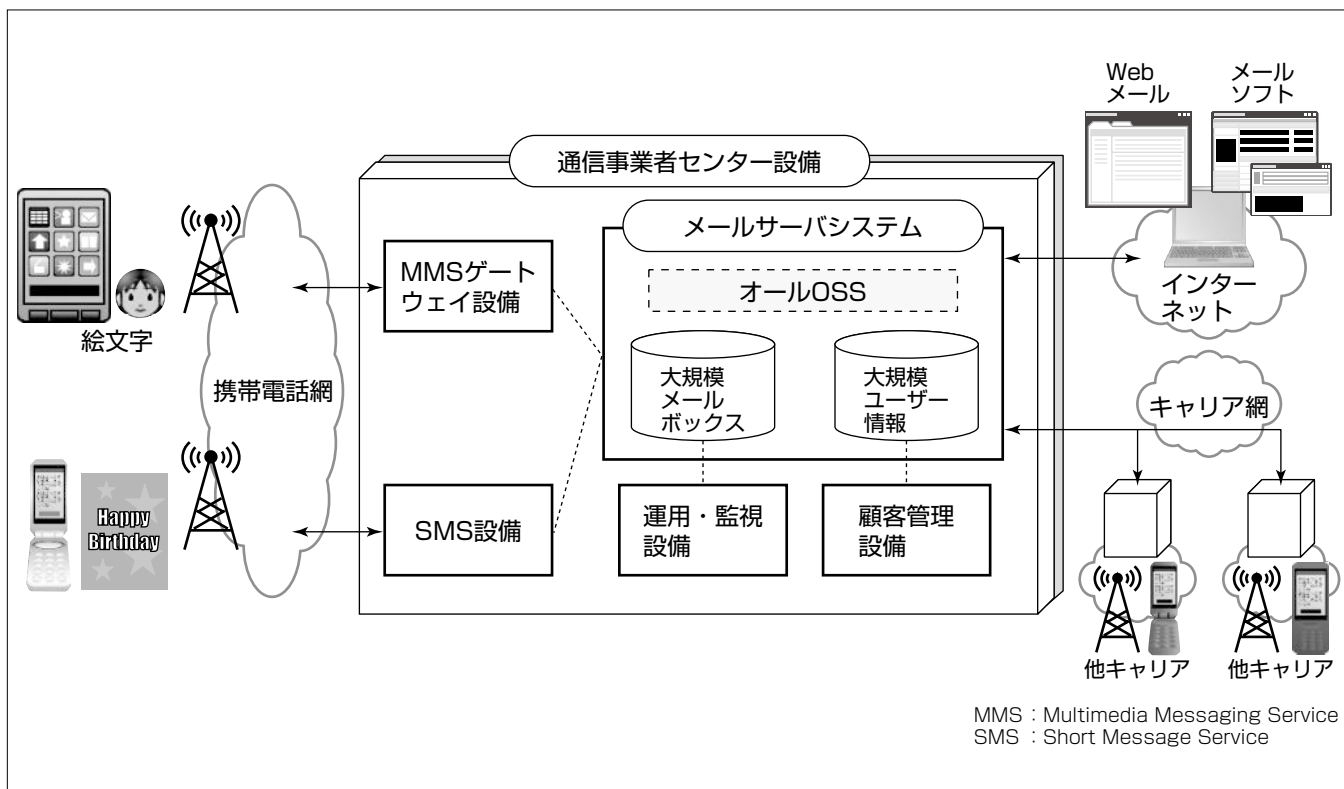 Web
メール
メール
ソフト
通信事業者センター設備
メールサーバシステム
MMSゲート
ウェイ設備
オールOSS
インター
ネット
絵文字
大規模
メール
ボックス
大規模
ユーザー
情報
携帯電話網
キャリア網
Happy
Birthday
SMS設備
運用・監視
設備
顧客管理
設備
他キャリア
他キャリア
MMS：Multimedia Messaging Service
SMS ：Short Message Service